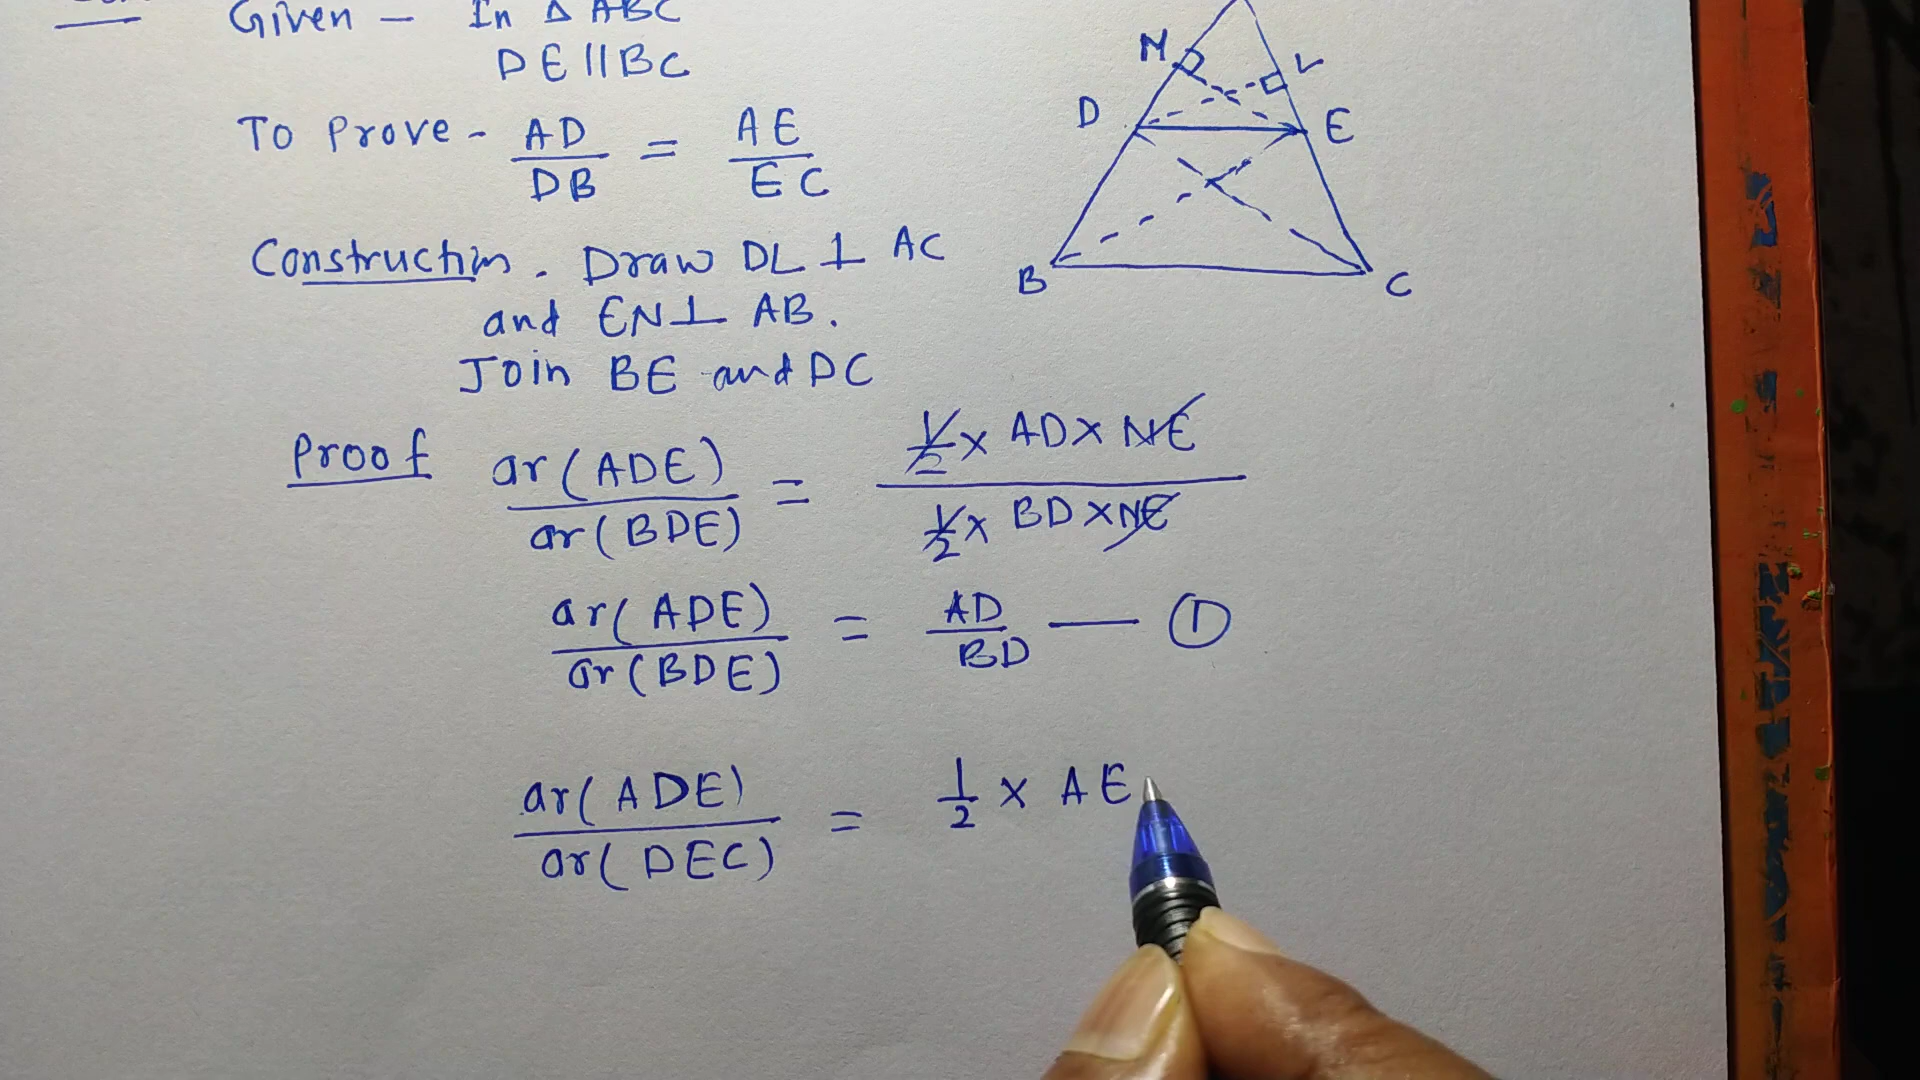 Given - In Δ ABC
DE||BC
To Prove - AD/DB = AE/EC
Construction. Draw DL ⊥ AC
and EN ⊥ AB.
Join BE and DC
Proof ar(ADE)/ar(BDE) = 1/2 × AD × NE / 1/2 × BD × NE
ar(ADE)/ar(BDE) = AD/BD — ①
ar(ADE)/ar(DEC) = 1/2 × AE
N
L
D
E
B
C